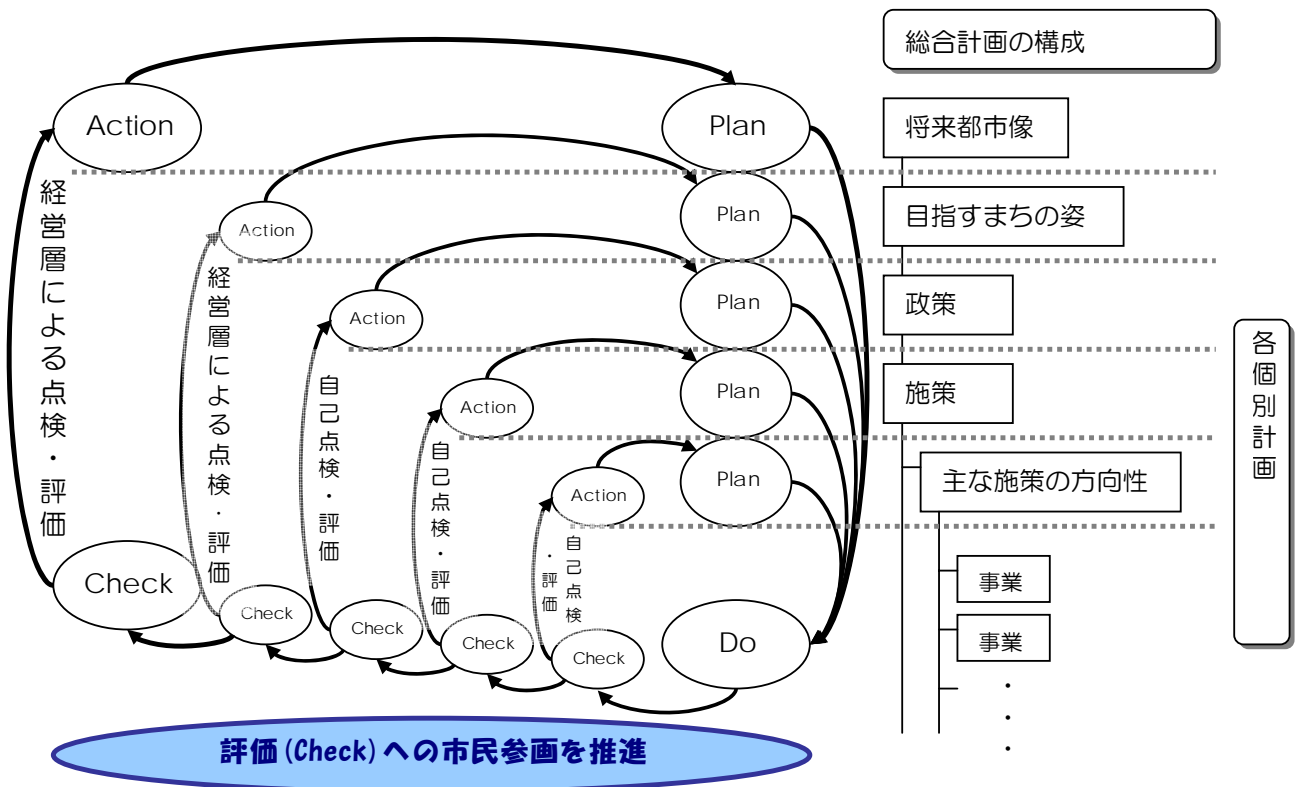 総合計画の構成
Action
Plan
将来都市像
経営層による点検・評価
Action
Plan
目指すまちの姿
経営層による点検・評価
Action
Plan
政策
自己点検・評価
Action
Plan
施策
自己点検・評価
Action
Plan
主な施策の方向性
自己点検
・評価
各個別計画
Check
Check
Check
Check
Check
Do
事業
事業
・
・
・
評価(Check)への市民参画を推進